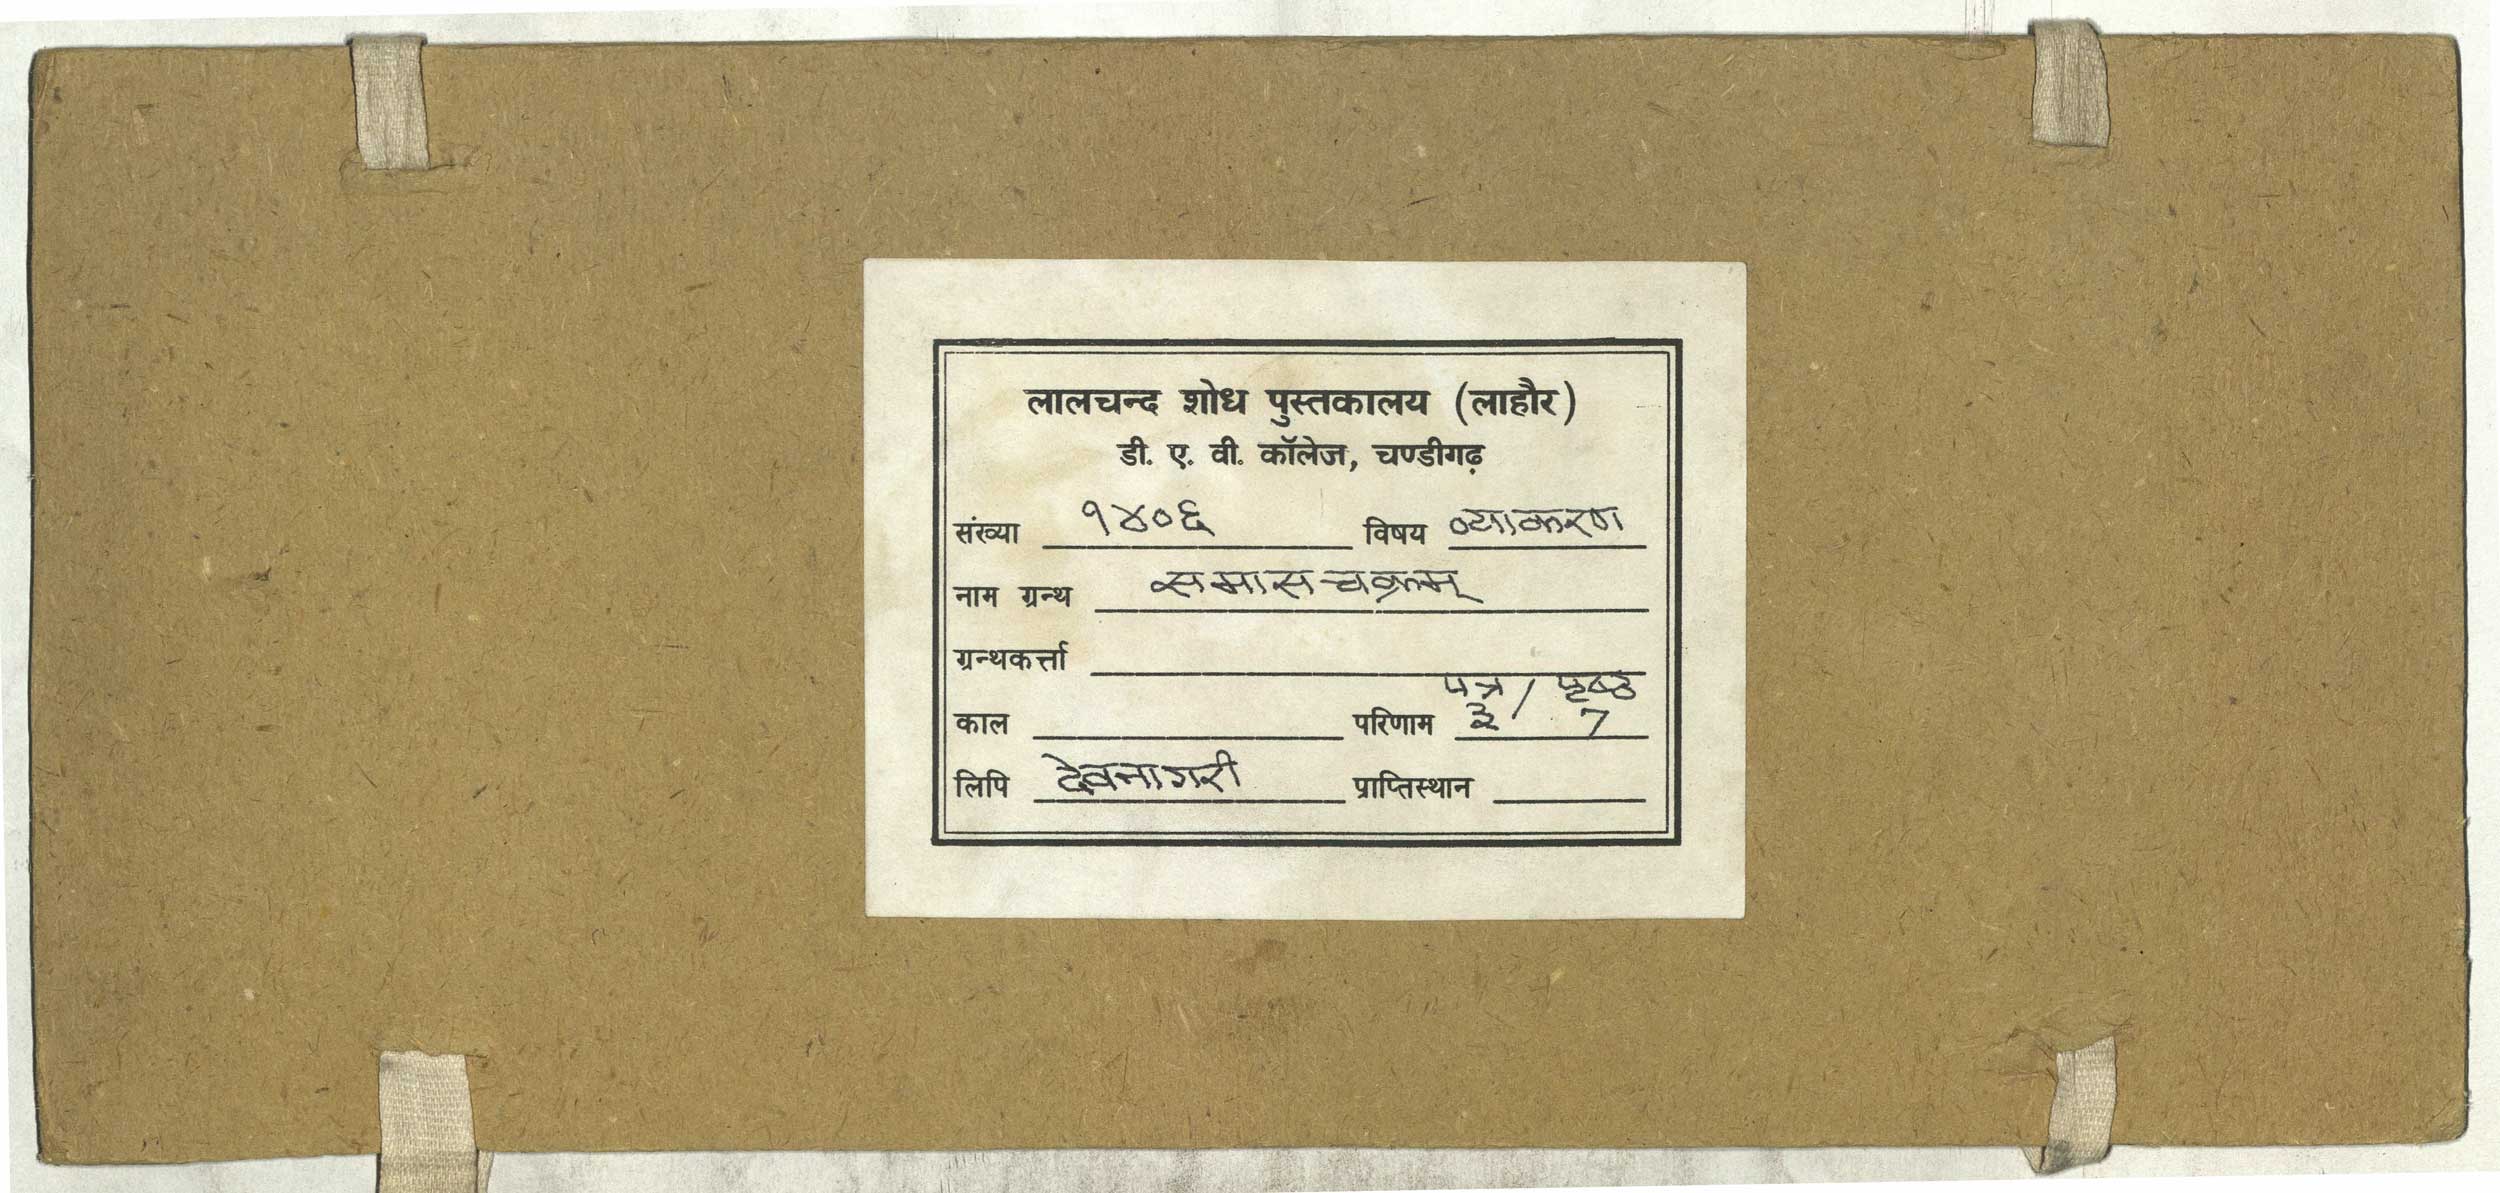 लालचन्द शोध पुस्तकालय (लाहौर)
डी. ए. वी. कॉलेज, चण्डीगढ़
संख्या १४०६ विषय व्याकरण
नाम ग्रन्थ समासचक्रम्
ग्रन्थकर्त्ता
पत्र / पृष्ठ
काल परिणाम ३ / 7
लिपि देवनागरी प्राप्तिस्थान